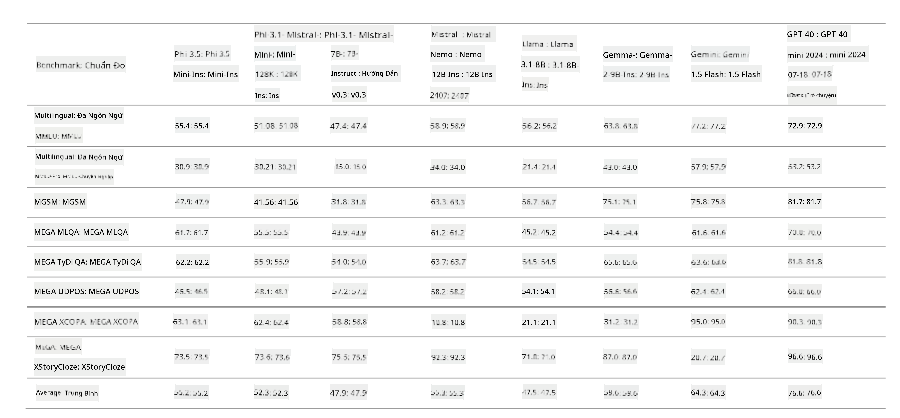 Benchmark: Chuẩn Đo
Phi 3.5: Phi 3.5
Mini Ins: Mini Ins
Phi-3.1- Mistral : Phi-3.1- Mistral-
Mini-: Mini-
128K : 128K
Ins: Ins
7B-: 7B-
Instruct : Hướng Dẫn
v0.3: v0.3
Mistral : Mistral
Nemo : Nemo
12B Ins : 12B Ins
2407: 2407
Llama : Llama
3.1 8B : 3.1 8B
Ins: Ins
Gemma-: Gemma-
2 9B Ins: 2 9B Ins
Gemini: Gemini
1.5 Flash: 1.5 Flash
GPT 4O : GPT 4O
mini 2024 : mini 2024
07-18: 07-18
Multilingual: Đa Ngôn Ngữ
MMLU: MMLU
55.4: 55.4
51.08: 51.08
47.4: 47.4
58.9: 58.9
56.2: 56.2
63.8: 63.8
77.2: 77.2
72.9: 72.9
Multilingual: Đa Ngôn Ngữ
30.9: 30.9
30.21: 30.21
15.0: 15.0
34.0: 34.0
21.4: 21.4
43.0: 43.0
57.9: 57.9
53.2: 53.2
MGSM: MGSM
47.9: 47.9
41.56: 41.56
31.8: 31.8
63.3: 63.3
56.7: 56.7
75.1: 75.1
75.8: 75.8
81.7: 81.7
MEGA MLQA: MEGA MLQA
61.7: 61.7
55.5: 55.5
43.9: 43.9
61.2: 61.2
45.2: 45.2
54.4: 54.4
61.6: 61.6
70.0: 70.0
MEGA TyDi QA: MEGA TyDi QA
62.2: 62.2
55.9: 55.9
54.0: 54.0
63.7: 63.7
54.5: 54.5
65.6: 65.6
63.6: 63.6
81.8: 81.8
MEGA UDPOS: MEGA UDPOS
46.5: 46.5
48.1: 48.1
57.2: 57.2
58.2: 58.2
54.1: 54.1
56.6: 56.6
62.4: 62.4
66.0: 66.0
MEGA XCOPA: MEGA XCOPA
63.1: 63.1
62.4: 62.4
58.8: 58.8
10.8: 10.8
21.1: 21.1
31.2: 31.2
95.0: 95.0
90.3: 90.3
MEGA: MEGA
XStoryCloze: XStoryCloze
73.5: 73.5
73.6: 73.6
75.5: 75.5
92.3: 92.3
71.8: 71.0
87.0: 87.0
20.7: 20.7
96.6: 96.6
Average: Trung Bình
55.2: 55.2
52.3: 52.3
47.9: 47.9
55.3: 55.3
47.5: 47.5
59.6: 59.6
64.3: 64.3
76.6: 76.6